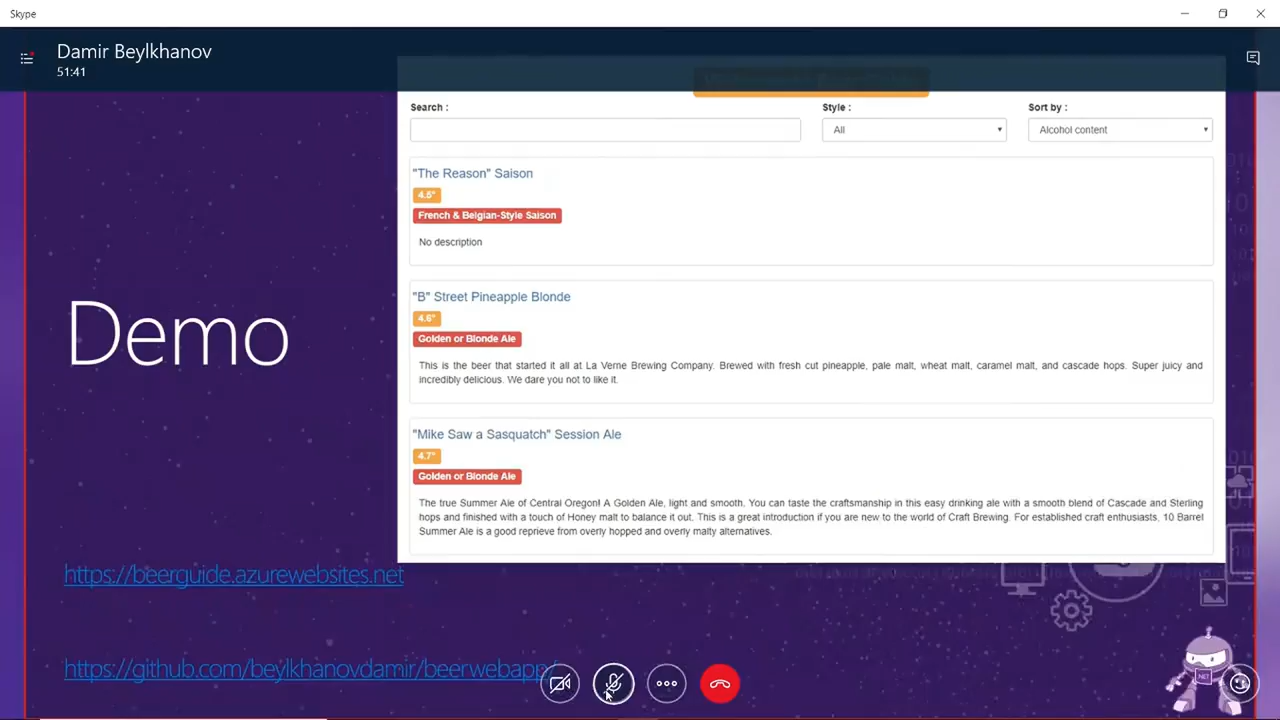 Skype
Damir Beylkhanov
51:41
Search :
Style :
Sort by :
All
Alcohol content
"The Reason" Saison
4.5°
French & Belgian-Style Saison
No description
"B" Street Pineapple Blonde
4.6°
Golden or Blonde Ale
This is the beer that started it all at La Verne Brewing Company. Brewed with fresh cut pineapple, pale malt, wheat malt, caramel malt, and cascade hops. Super juicy and
incredibly delicious. We dare you not to like it.
"Mike Saw a Sasquatch" Session Ale
4.7°
Golden or Blonde Ale
The true Summer Ale of Central Oregon! A Golden Ale, light and smooth. You can taste the craftsmanship in this easy drinking ale with a smooth blend of Cascade and Sterling
hops and finished with a touch of Honey malt to balance it out. This is a great introduction if you are new to the world of Craft Brewing. For established craft enthusiasts, 10 Barrel
Summer Ale is a good reprieve from overly hopped and overly malty alternatives.
Demo
https://beerguide.azurewebsites.net
https://github.com/beylkhanovdamir/beerwebapp/
.NET